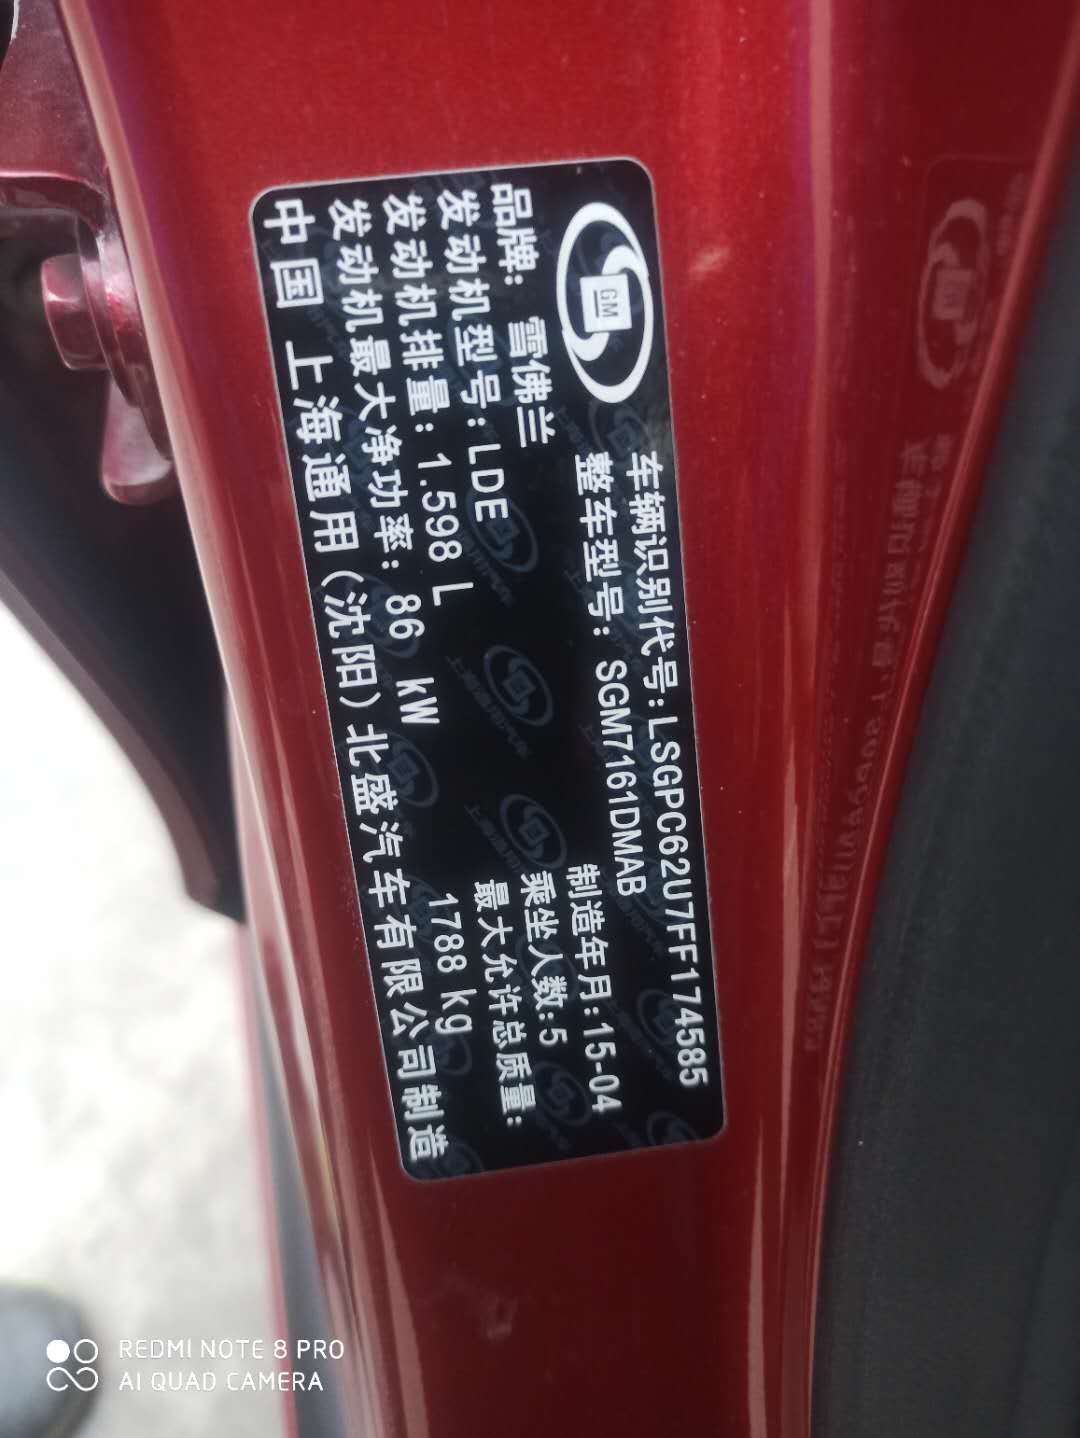 GM
车辆识别代号:LSGPC62U7FF174585
整车型号:SGM7161DMAB
品牌:雪佛兰
制造年月:15-04
发动机型号:LDE
乘坐人数:5
发动机排量:1.598 L
最大允许总质量:
发动机最大净功率:86 kW
1788 kg
中国 上海通用(沈阳)北盛汽车有限公司制造
REDMI NOTE 8 PRO
AI QUAD CAMERA